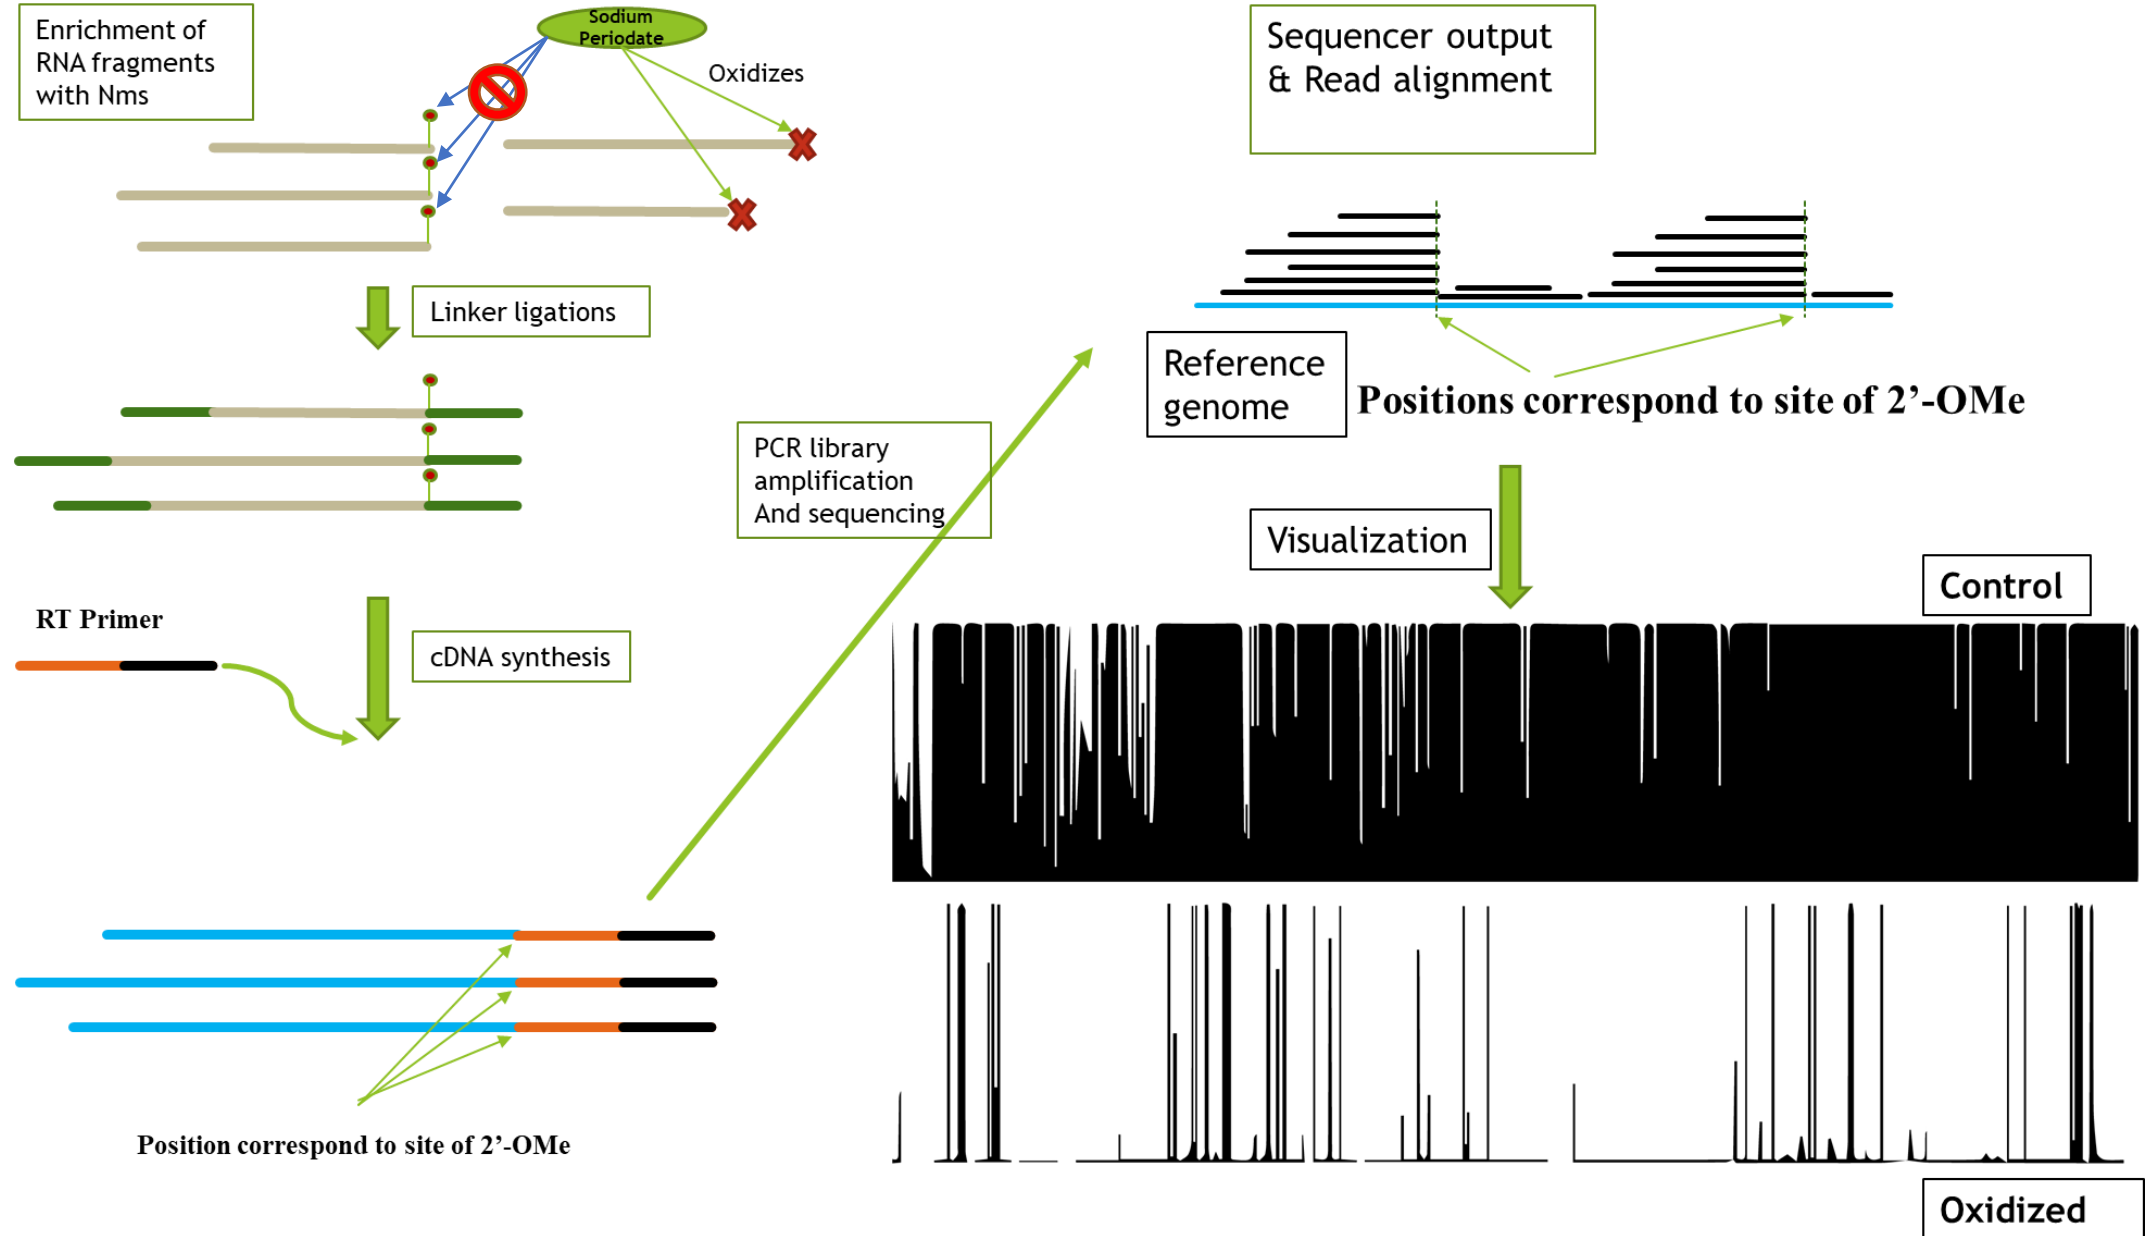 Enrichment of
RNA fragments
with Nms
Sodium
Periodate
Oxidizes
Linker ligations
RT Primer
cDNA synthesis
Position correspond to site of 2’-OMe
PCR library
amplification
And sequencing
Sequencer output
& Read alignment
Reference
genome
Positions correspond to site of 2’-OMe
Visualization
Control
Oxidized